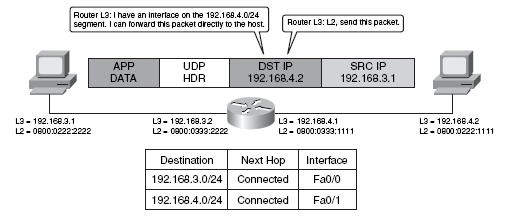 Router L3: I have an interface on the 192.168.4.0/24
segment. I can forward this packet directly to the host.
Router L3: L2, send this packet.
APP
DATA
UDP
HDR
DST IP
192.168.4.2
SRC IP
192.168.3.1
L3 = 192.168.3.1
L2 = 0800:0222:2222
L3 = 192.168.3.2
L2 = 0800:0333:2222
L3 = 192.168.4.1
L2 = 0800:0333:1111
L3 = 192.168.4.2
L2 = 0800:0222:1111
Destination Next Hop Interface
192.168.3.0/24 Connected Fa0/0
192.168.4.0/24 Connected Fa0/1